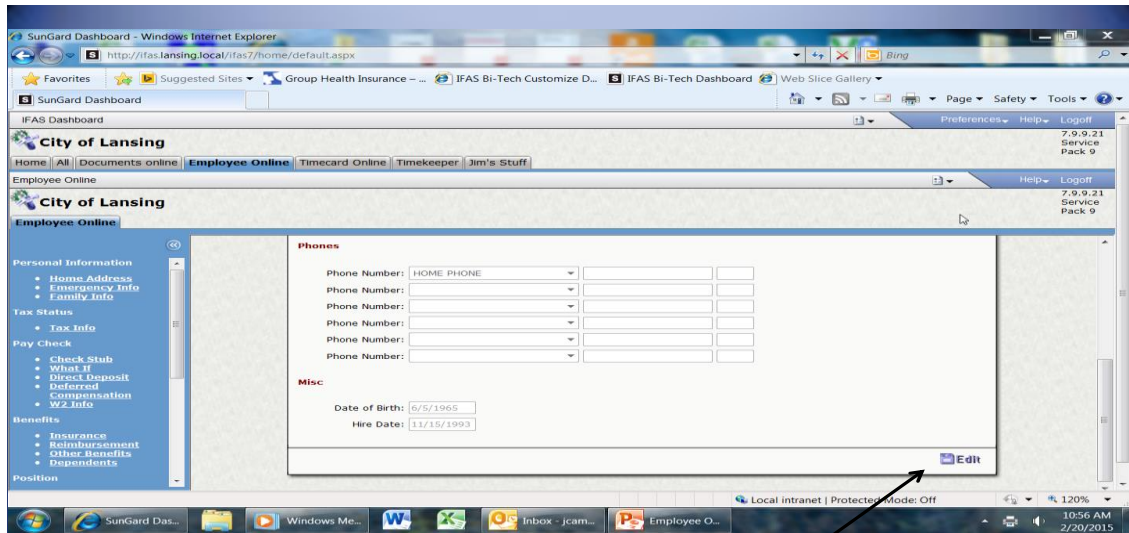 SunGard Dashboard - Windows Internet Explorer
http://ifas.lansing.local/ifas7/home/default.aspx
Bing
Favorites Suggested Sites Group Health Insurance – ... IFAS Bi-Tech Customize D... IFAS Bi-Tech Dashboard Web Slice Gallery
SunGard Dashboard
Page Safety Tools
IFAS Dashboard
Preferences Help Logoff
City of Lansing
7.9.9.21
Service
Pack 9
Home All Documents online Employee Online Timecard Online Timekeeper Jim's Stuff
Employee Online
Help Logoff
City of Lansing
7.9.9.21
Service
Pack 9
Employee Online
Personal Information
Home Address
Emergency Info
Family Info
Tax Status
Tax Info
Pay Check
Check Stub
What If
Direct Deposit
Deferred
Compensation
W2 Info
Benefits
Insurance
Reimbursement
Other Benefits
Dependents
Position
Phones
Phone Number: HOME PHONE
Phone Number:
Phone Number:
Phone Number:
Phone Number:
Phone Number:
Misc
Date of Birth: 6/5/1965
Hire Date: 11/15/1993
Edit
Local intranet | Protected Mode: Off
120%
SunGard Das...
Windows Me...
Inbox - jcam...
Employee O...
10:56 AM
2/20/2015